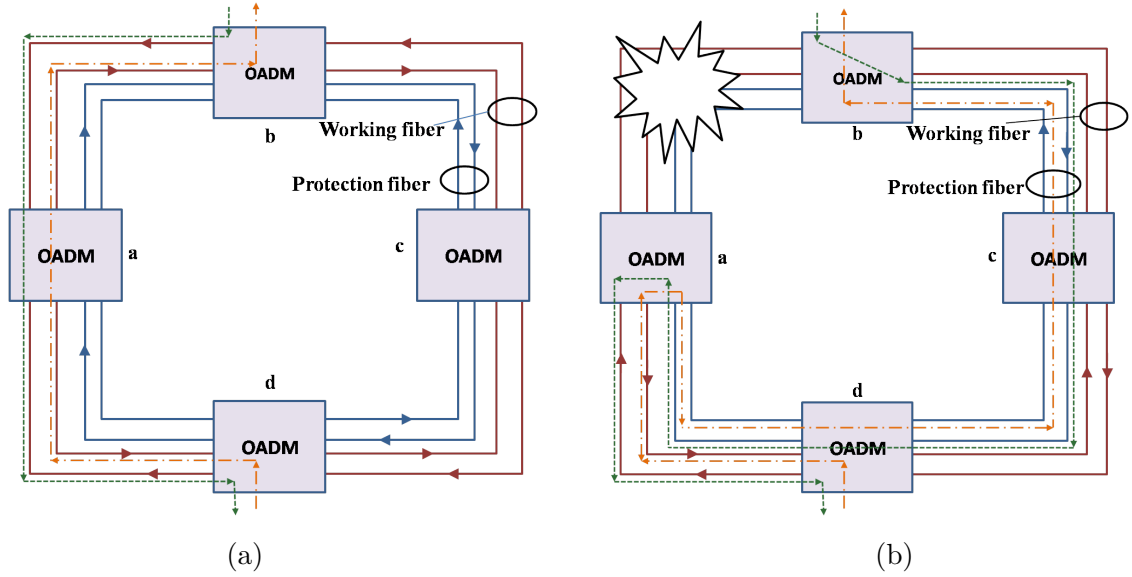 OADM
b
Working fiber
Protection fiber
OADM
a
c
OADM
d
OADM
(a)
OADM
b
Working fiber
Protection fiber
OADM
a
c
OADM
d
OADM
(b)